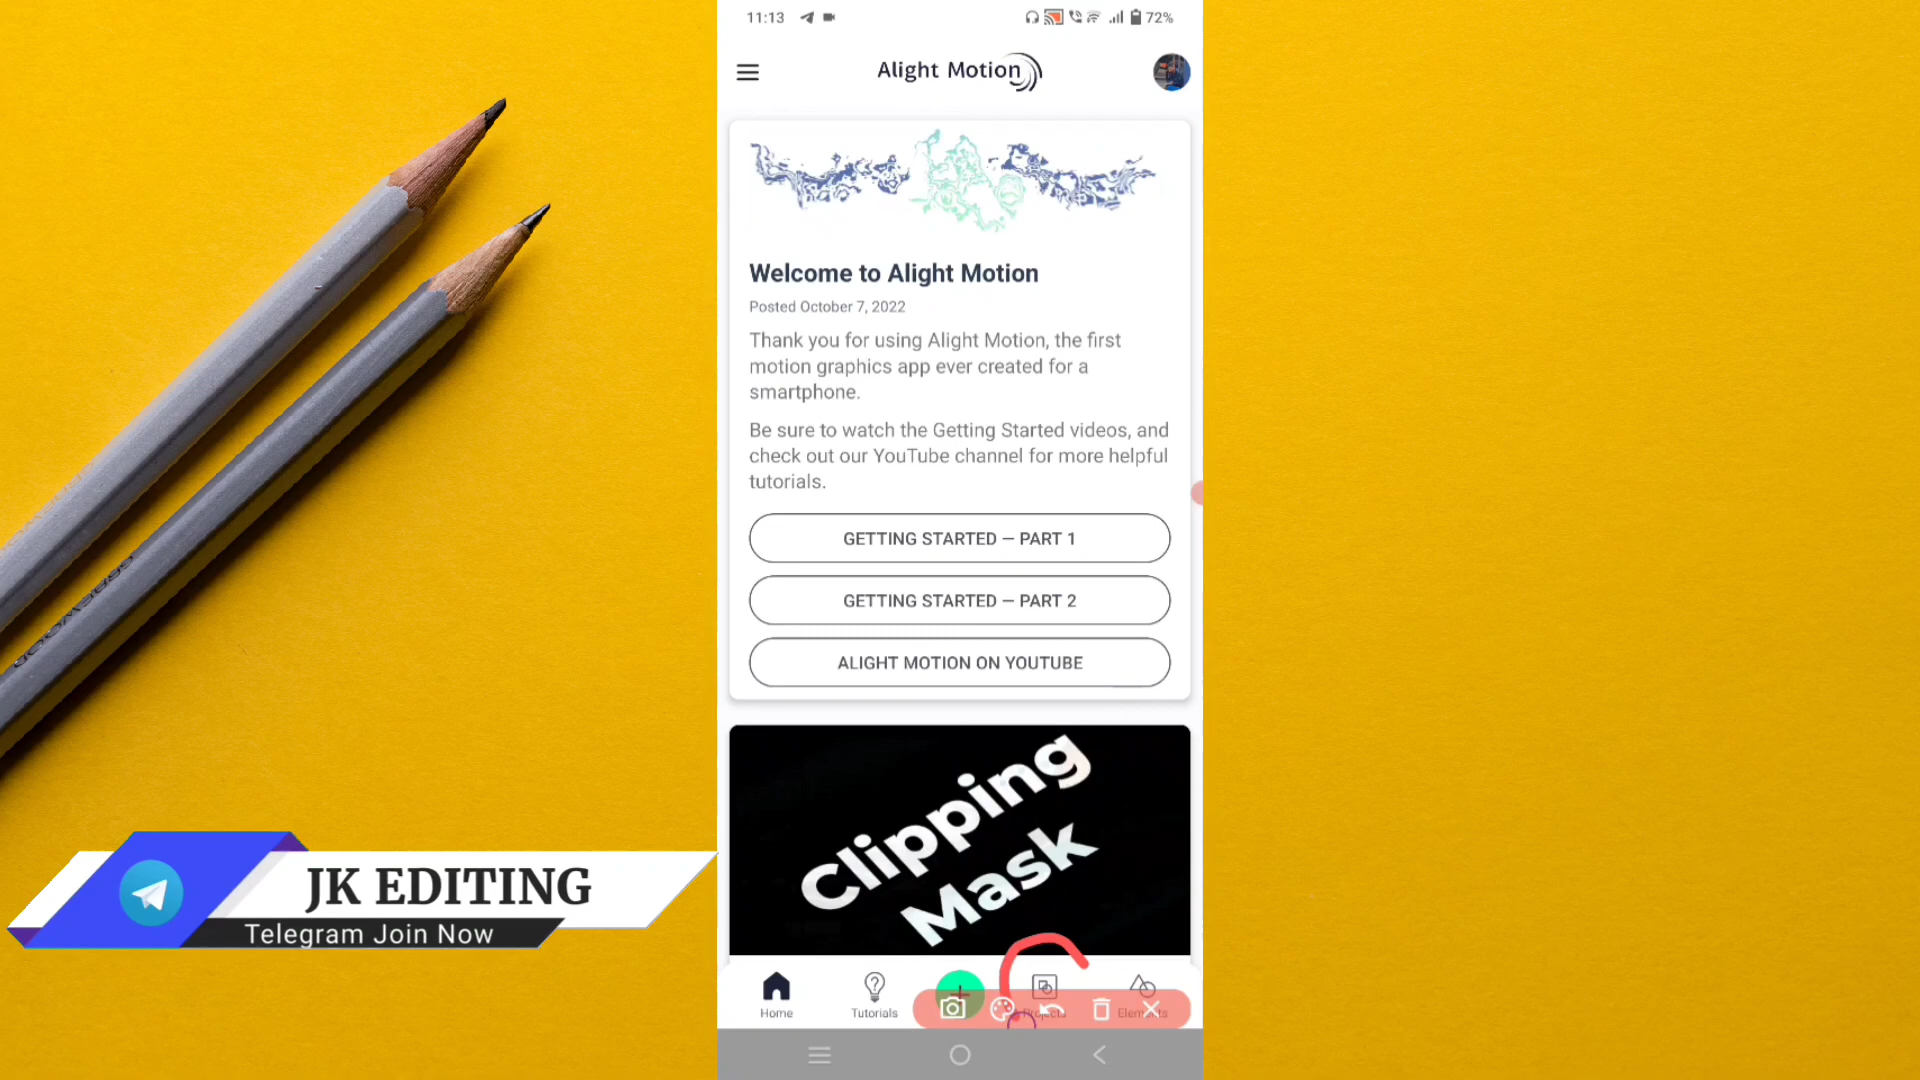 11:13
72%
Alight Motion
Welcome to Alight Motion
Posted October 7, 2022
Thank you for using Alight Motion, the first
motion graphics app ever created for a
smartphone.
Be sure to watch the Getting Started videos, and
check out our YouTube channel for more helpful
tutorials.
GETTING STARTED – PART 1
GETTING STARTED – PART 2
ALIGHT MOTION ON YOUTUBE
Clipping
Mask
Home
Tutorials
Projects
Elements
JK EDITING
Telegram Join Now